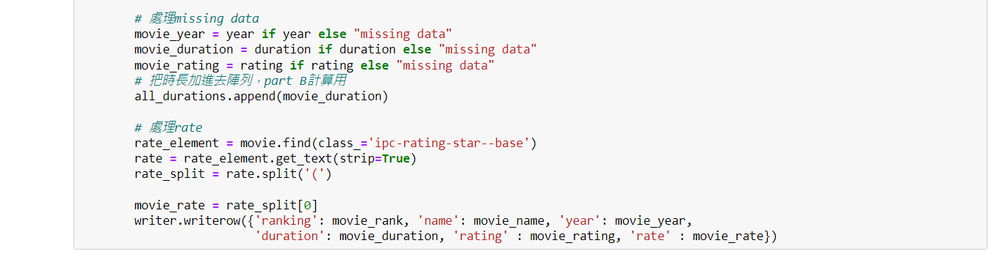 # 處理missing data
movie_year = year if year else "missing data"
movie_duration = duration if duration else "missing data"
movie_rating = rating if rating else "missing data"
# 把時長加進去陣列，part B計算用
all_durations.append(movie_duration)
# 處理rate
rate_element = movie.find(class_='ipc-rating-star--base')
rate = rate_element.get_text(strip=True)
rate_split = rate.split('(')
movie_rate = rate_split[0]
writer.writerow({'ranking': movie_rank, 'name': movie_name, 'year': movie_year,
'duration': movie_duration, 'rating' : movie_rating, 'rate' : movie_rate})